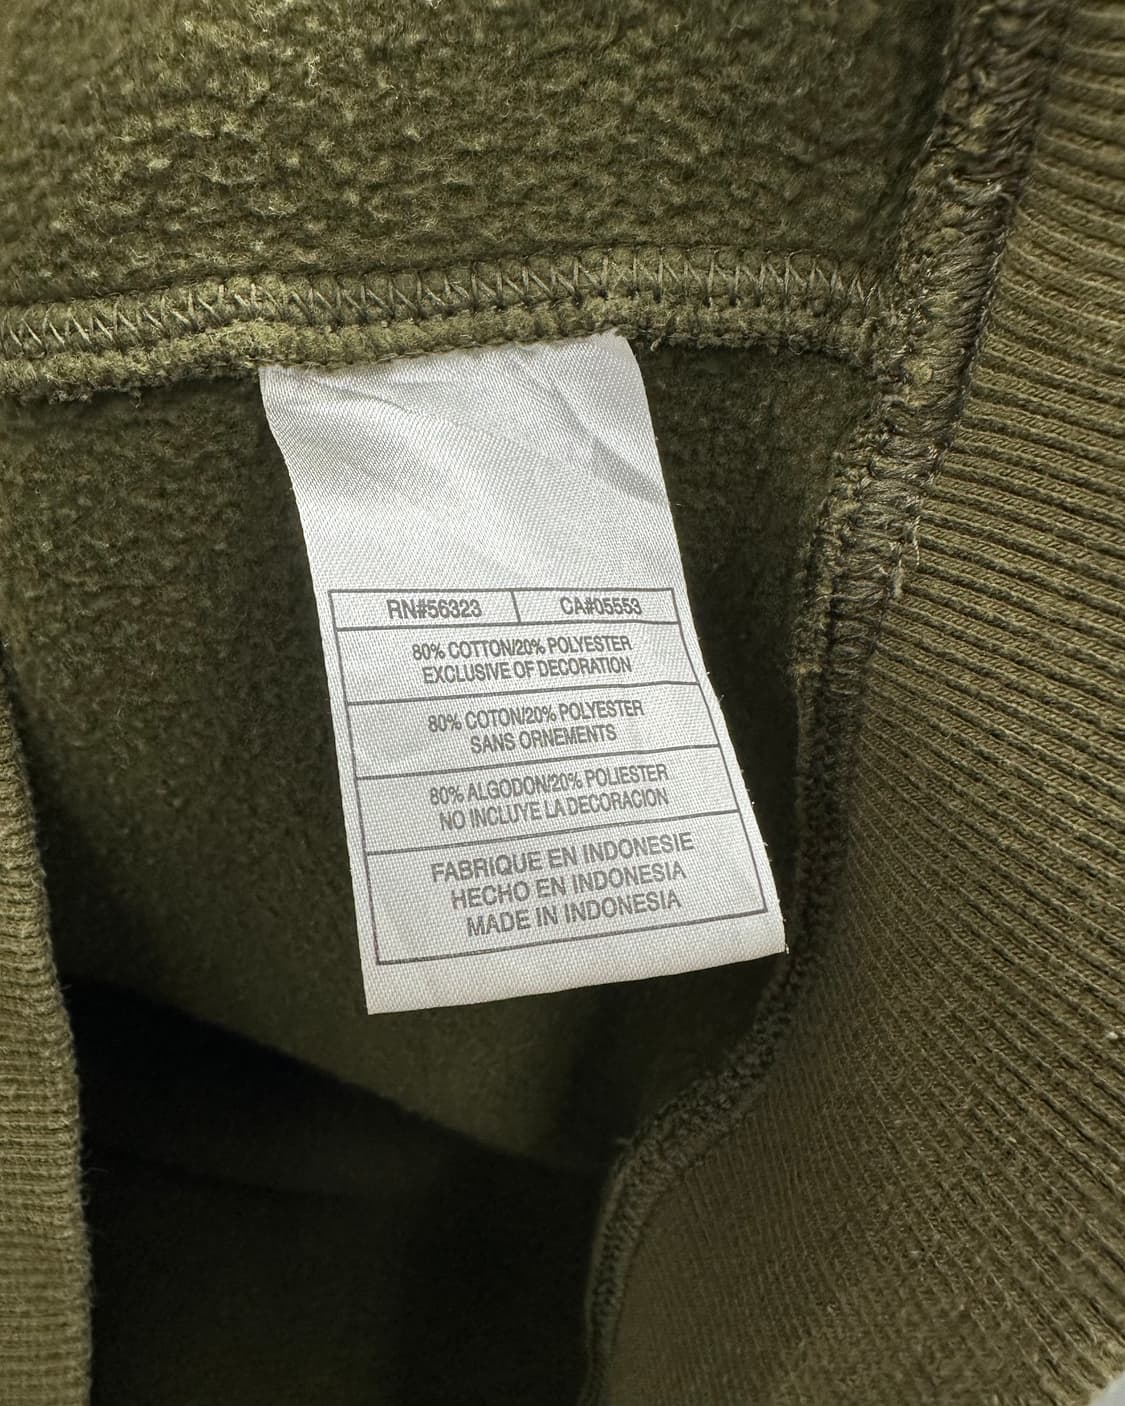 RN#56323 CA#05553
80% COTTON/20% POLYESTER
EXCLUSIVE OF DECORATION
80% COTON/20% POLYESTER
SANS ORNEMENTS
80% ALGODON/20% POLIESTER
NO INCLUYE LA DECORACION
FABRIQUE EN INDONESIE
HECHO EN INDONESIA
MADE IN INDONESIA